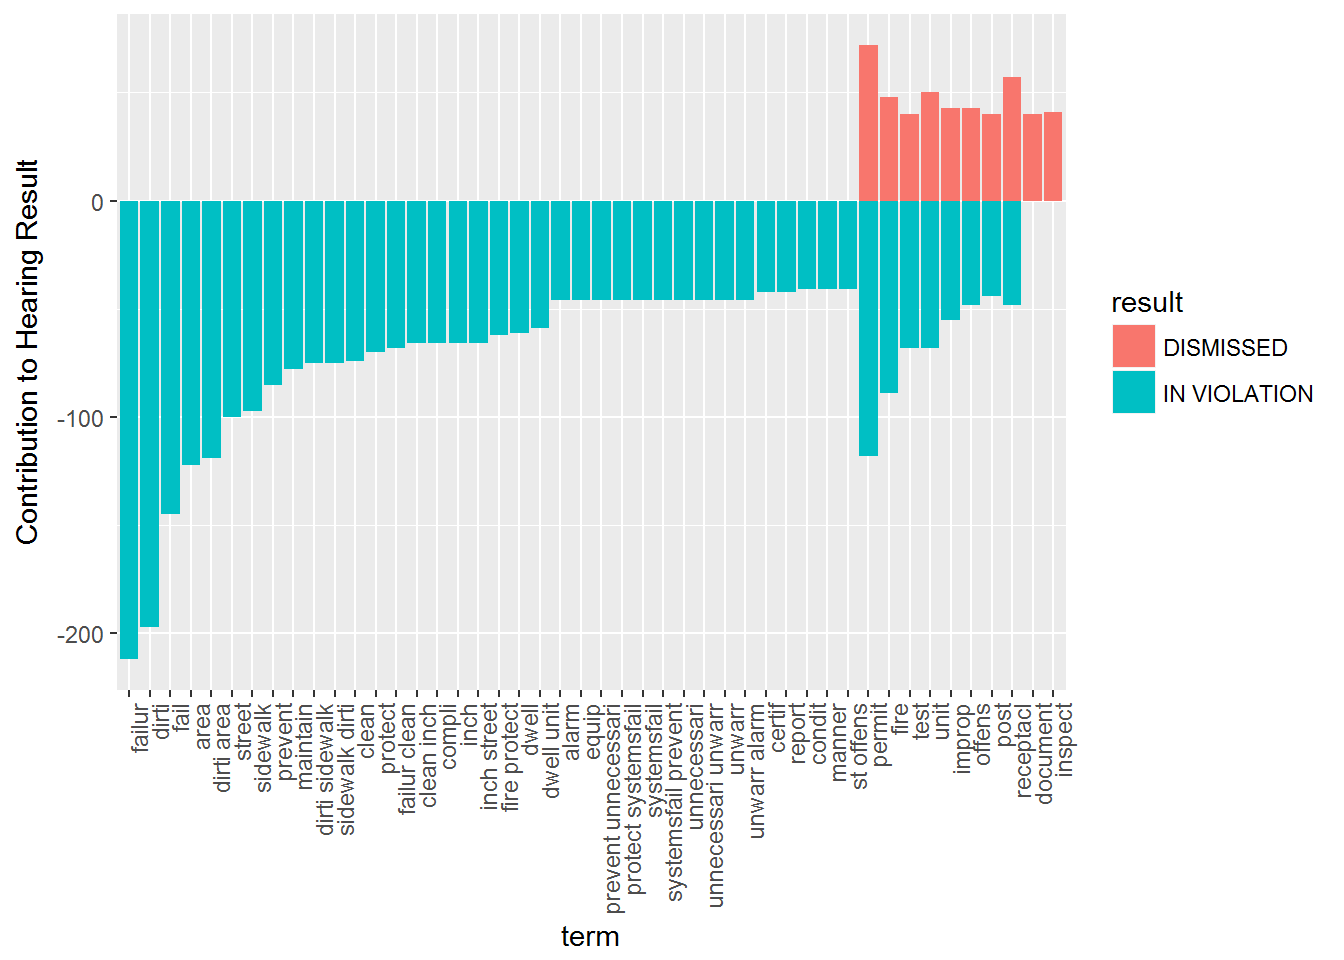 Contribution to Hearing Result
0
-100
-200
failur
dirti
fail
area
dirti area
street
sidewalk
prevent
maintain
dirti sidewalk
sidewalk dirti
clean
protect
failur clean
clean inch
compli
inch
inch street
fire protect
dwell
dwell unit
alarm
equip
prevent unnecessari
protect systemsfail
systemsfail
systemsfail prevent
unnecessari
unnecessari unwarr
unwarr
unwarr alarm
certif
report
condit
manner
st offens
permit
fire
test
unit
improp
offens
post
receptacl
document
inspect
term
result
DISMISSED
IN VIOLATION